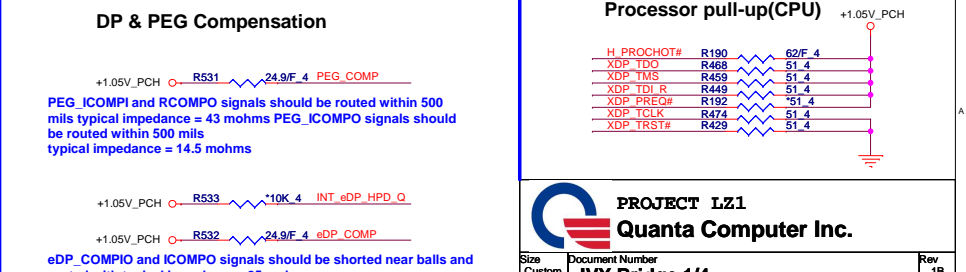 DP & PEG Compensation
+1.05V_PCH R531 24.9/F_4 PEG_COMP
PEG_ICOMPI and RCOMPO signals should be routed within 500
mils typical impedance = 43 mohms PEG_ICOMPO signals should
be routed within 500 mils
typical impedance = 14.5 mohms
+1.05V_PCH R533 *10K_4 INT_eDP_HPD_Q
+1.05V_PCH R532 24.9/F_4 eDP_COMP
eDP_COMPIO and ICOMPO signals should be shorted near balls and
Processor pull-up(CPU)
+1.05V_PCH
H_PROCHOT# R190 62/F_4
XDP_TDO R468 51_4
XDP_TMS R459 51_4
XDP_TDI_R R449 51_4
XDP_PREQ# R192 *51_4
XDP_TCLK R474 51_4
XDP_TRST# R429 51_4
A
PROJECT LZ1
Quanta Computer Inc.
Size Document Number Rev
Custom IVY Bridge 1/4 1B